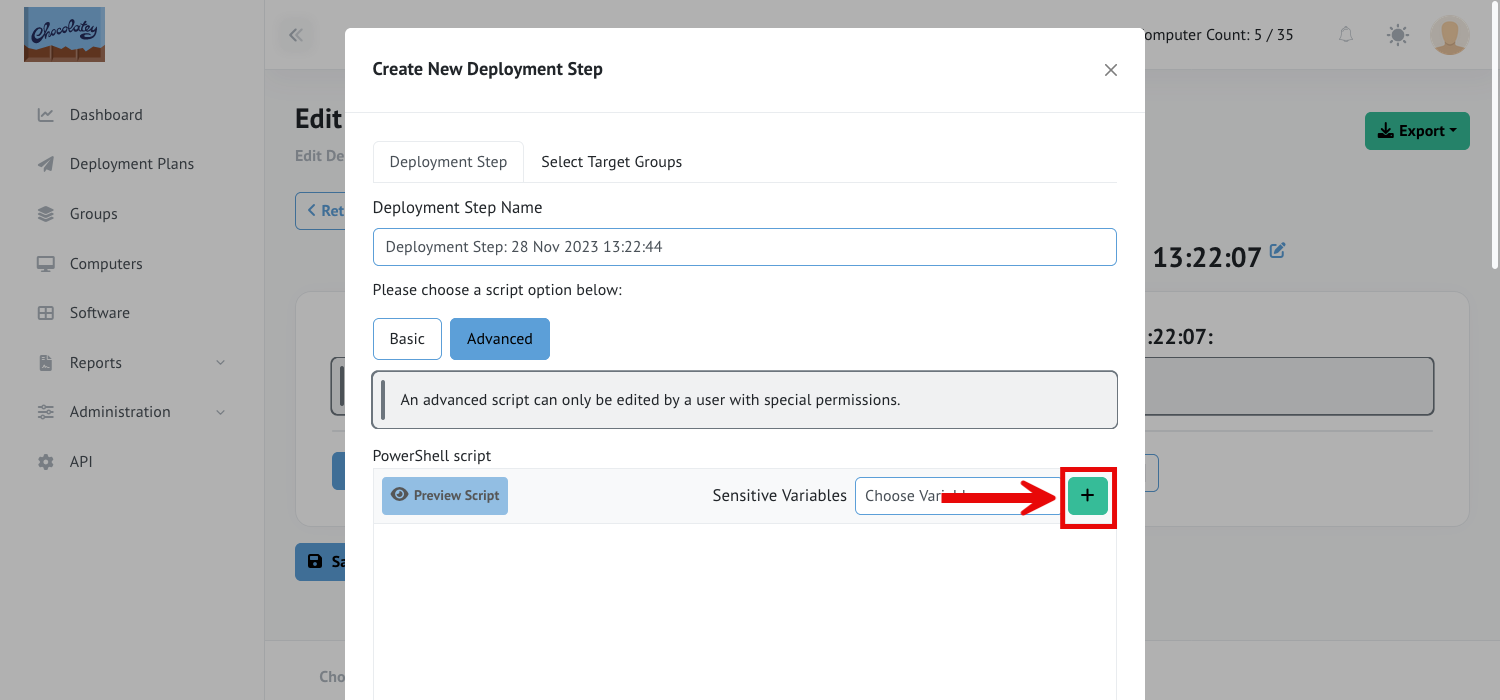 Chocolatey
Computer Count: 5 / 35
Create New Deployment Step
Dashboard
Deployment Plans
Groups
Computers
Software
Reports
Administration
API
Edit
Edit De
Export
Ret
13:22:07
:22:07:
Deployment Step
Select Target Groups
Deployment Step Name
Deployment Step: 28 Nov 2023 13:22:44
Please choose a script option below:
Basic
Advanced
An advanced script can only be edited by a user with special permissions.
PowerShell script
Preview Script
Sensitive Variables
Choose
+
Sa
Cho